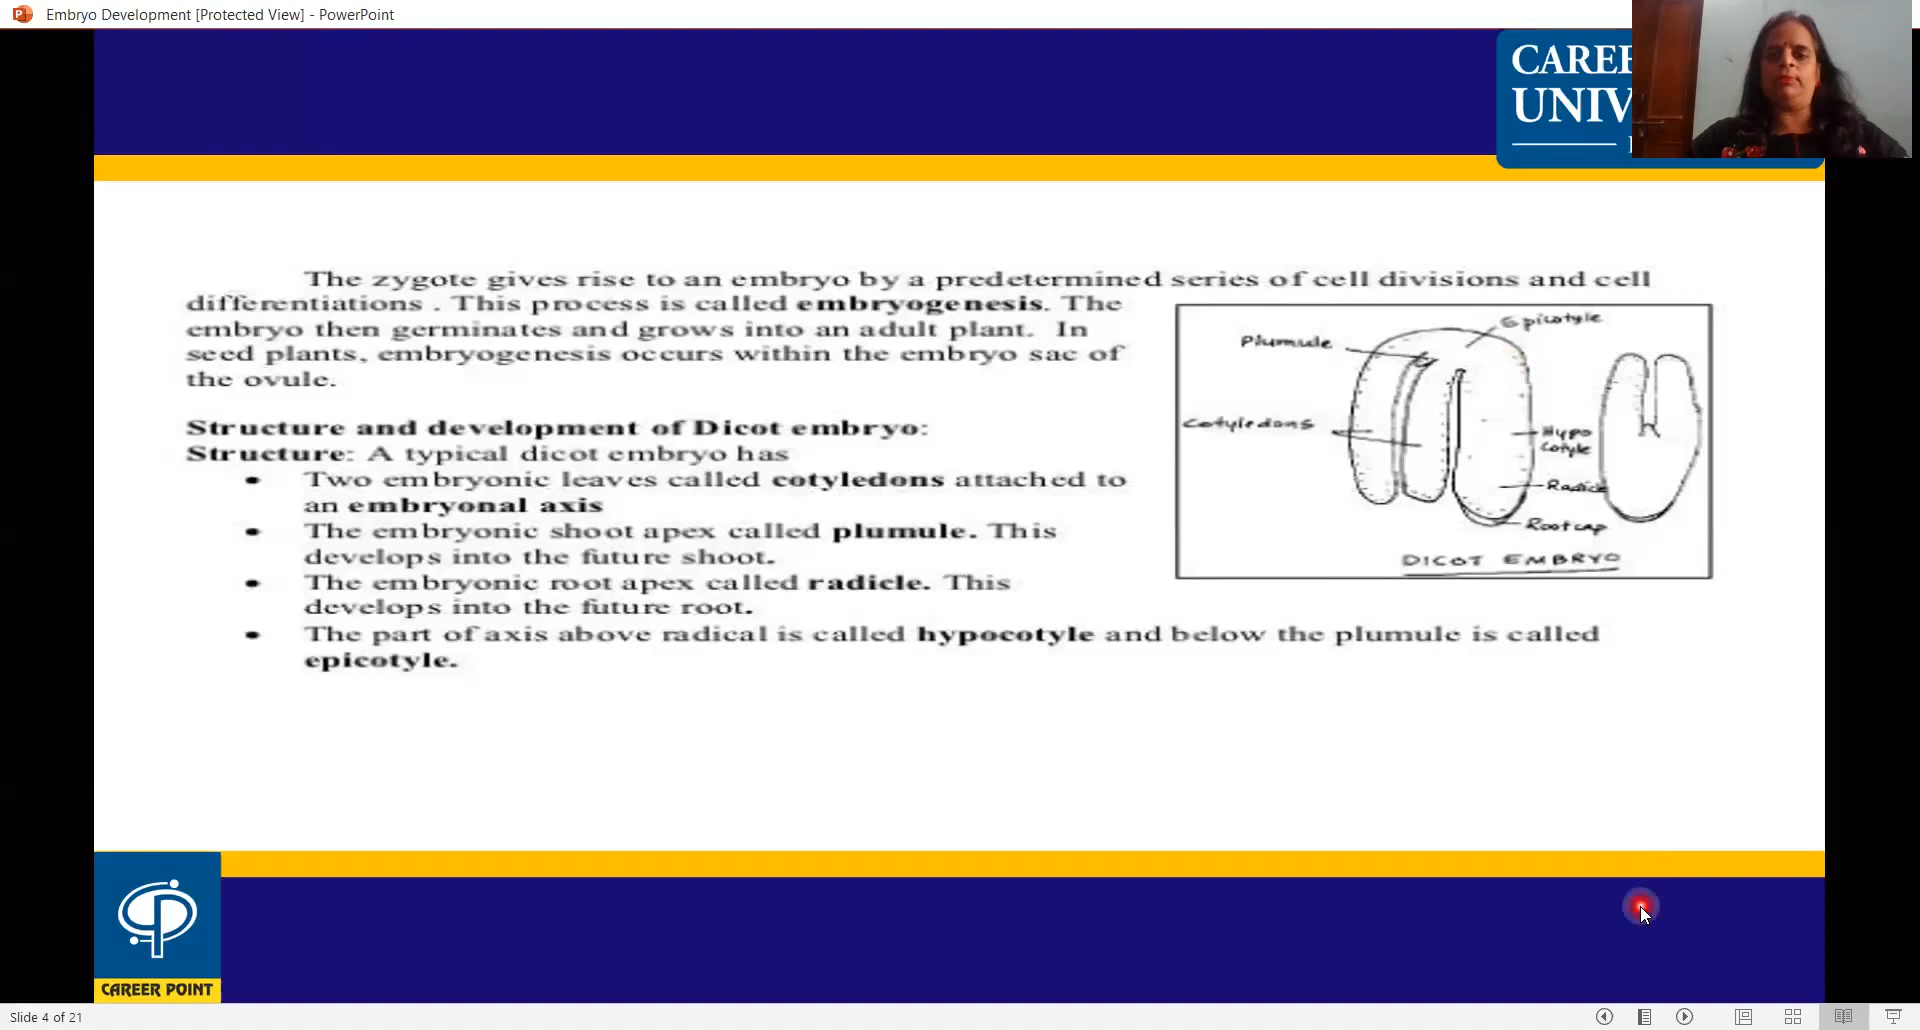 Embryo Development [Protected View] - PowerPoint
CAREE
UNIV
The zygote gives rise to an embryo by a predetermined series of cell divisions and cell
differentiations . This process is called embryogenesis. The
embryo then germinates and grows into an adult plant. In
seed plants, embryogenesis occurs within the embryo sac of
the ovule.
Structure and development of Dicot embryo:
Structure: A typical dicot embryo has
• Two embryonic leaves called cotyledons attached to
an embryonal axis
• The embryonic shoot apex called plumule. This
develops into the future shoot.
• The embryonic root apex called radicle. This
develops into the future root.
• The part of axis above radical is called hypocotyle and below the plumule is called
epicotyle.
Epicotyle
Plumule
Cotyledons
Hypo
cotyle
Radicle
Rootcap
DICOT EMBRYO
CAREER POINT
Slide 4 of 21